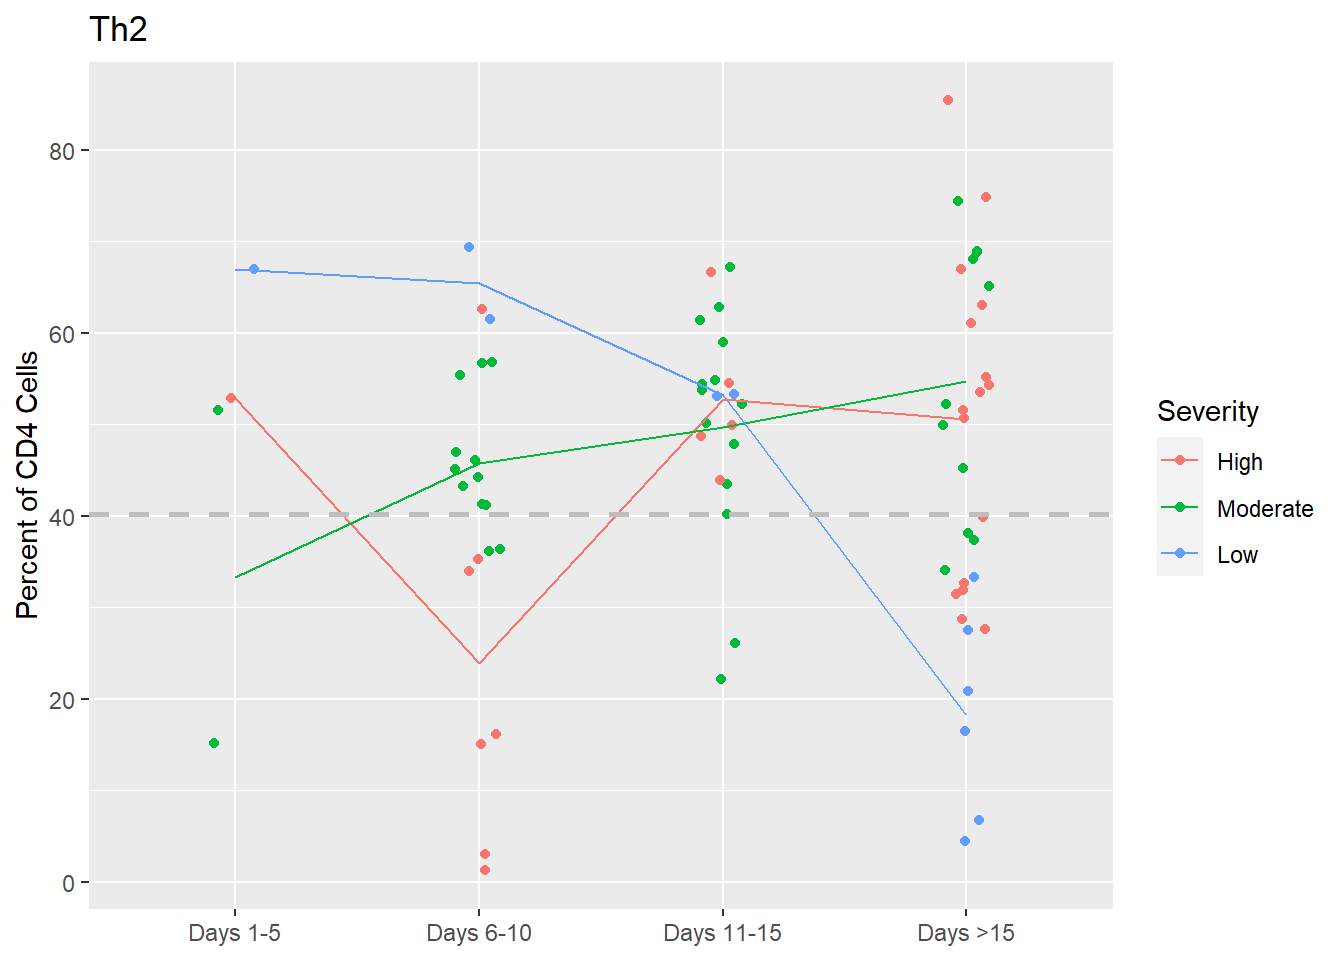 Th2
Percent of CD4 Cells
80
60
40
20
0
Days 1-5
Days 6-10
Days 11-15
Days >15
Severity
High
Moderate
Low